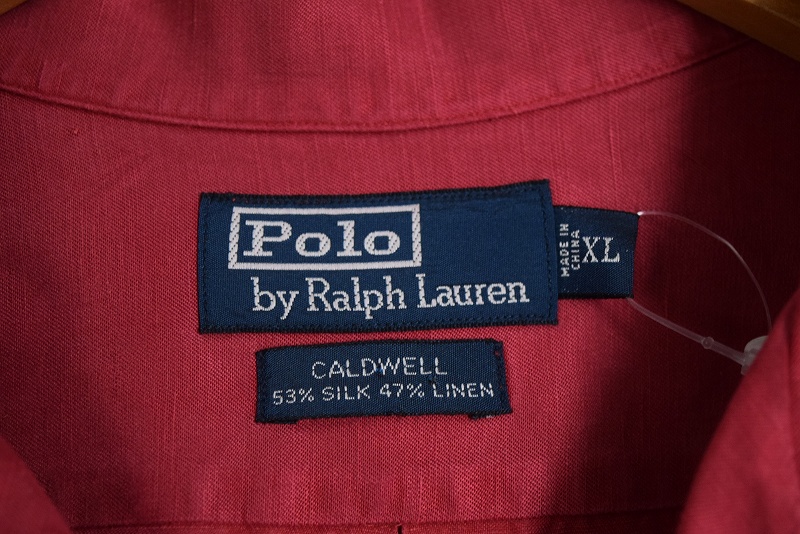 Polo
by Ralph Lauren
MADE IN
CHINA
XL
CALDWELL
53% SILK 47% LINEN